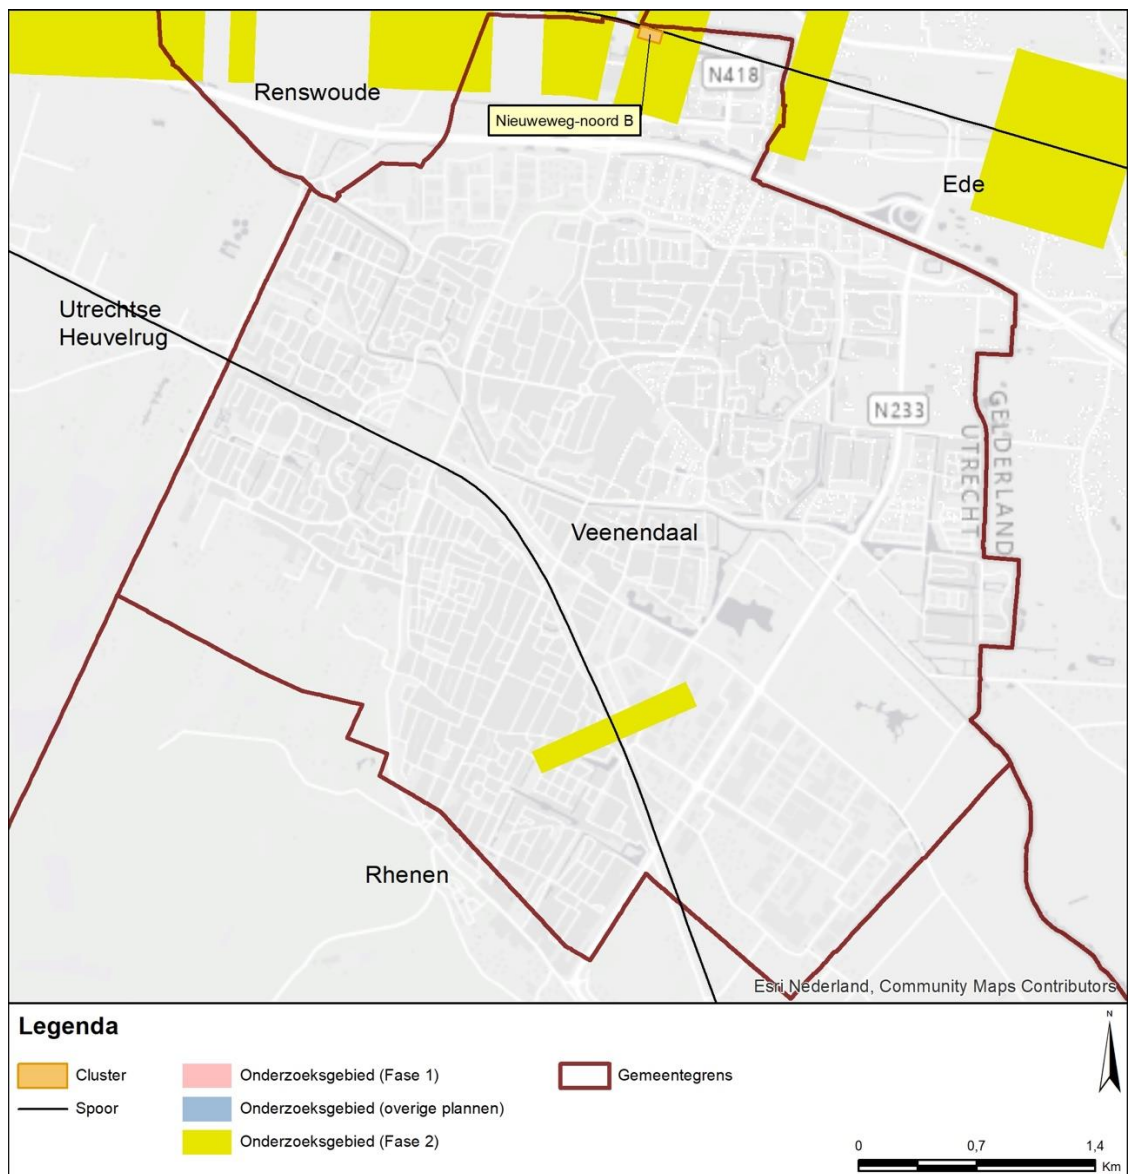 N418
Renswoude
Nieuweweg-noord B
Ede
Utrechtse
Heuvelrug
N233
GELDERLAND
UTRECHT
Veenendaal
Rhenen
Esri Nederland, Community Maps Contributors
Legenda
N
Cluster
Onderzoeksgebied (Fase 1)
Gemeentegrens
Spoor
Onderzoeksgebied (overige plannen)
Onderzoeksgebied (Fase 2)
0 0,7 1,4
Km